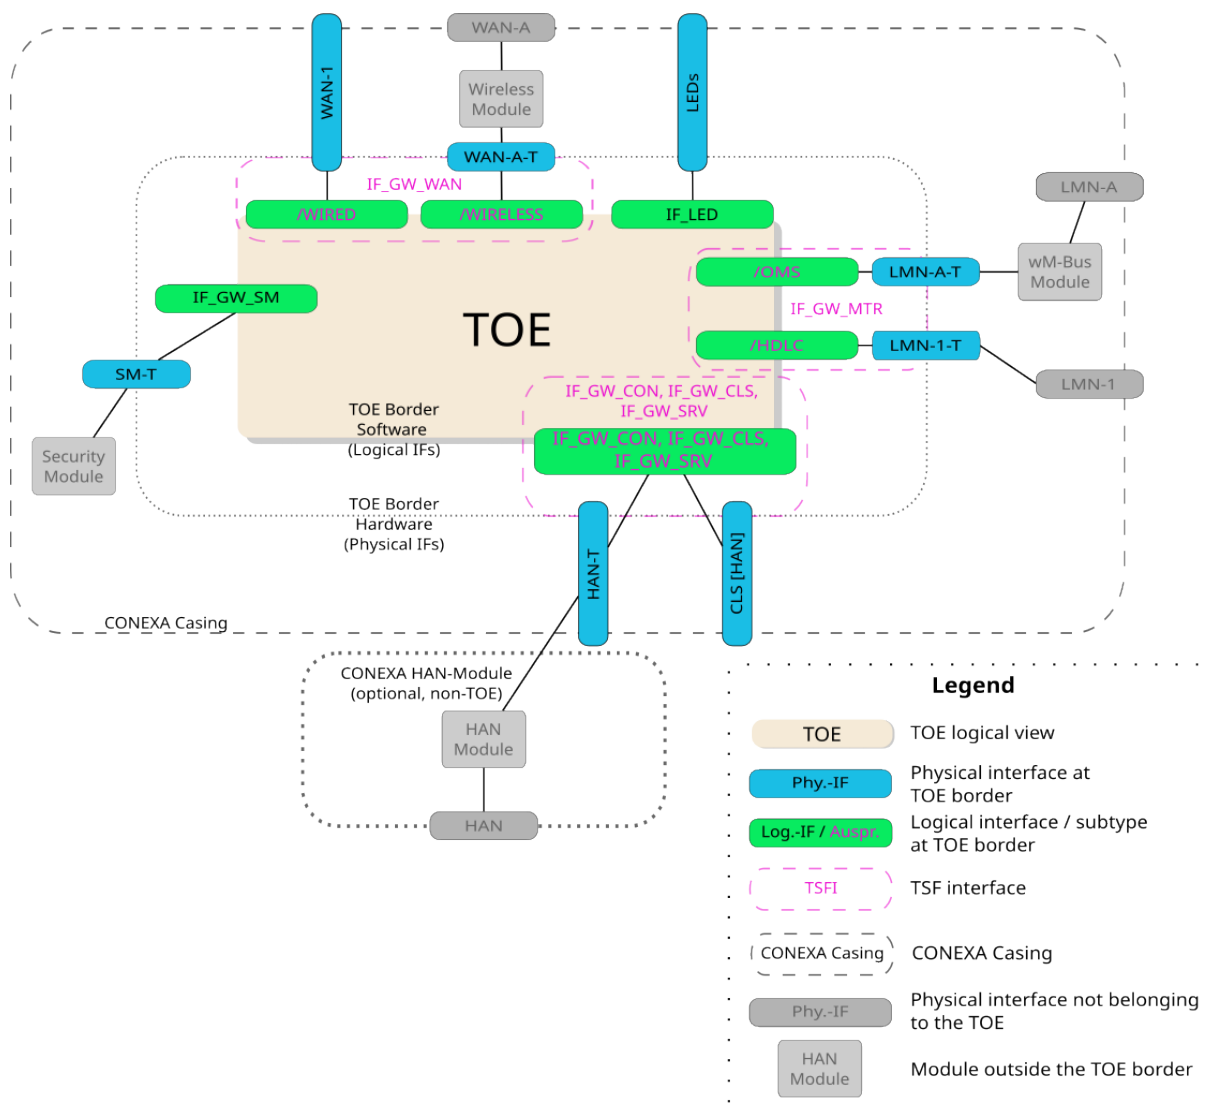 WAN-1
WAN-A
LEDs
Wireless
Module
WAN-A-T
IF_GW_WAN
/WIRED
/WIRELESS
IF_LED
LMN-A
wM-Bus
Module
/OMS
LMN-A-T
IF_GW_MTR
/HDLC
LMN-1-T
LMN-1
IF_GW_SM
TOE
SM-T
Security
Module
TOE Border
Software
(Logical IFs)
IF_GW_CON, IF_GW_CLS,
IF_GW_SRV
IF_GW_CON, IF_GW_CLS,
IF_GW_SRV
TOE Border
Hardware
(Physical IFs)
HAN-T
CLS [HAN]
CONEXA Casing
CONEXA HAN-Module
(optional, non-TOE)
HAN
Module
HAN
Legend
TOE
TOE logical view
Phy.-IF
Physical interface at
TOE border
Log.-IF / Auspr.
Logical interface / subtype
at TOE border
TSFI
TSF interface
CONEXA Casing
CONEXA Casing
Phy.-IF
Physical interface not belonging
to the TOE
HAN
Module
Module outside the TOE border